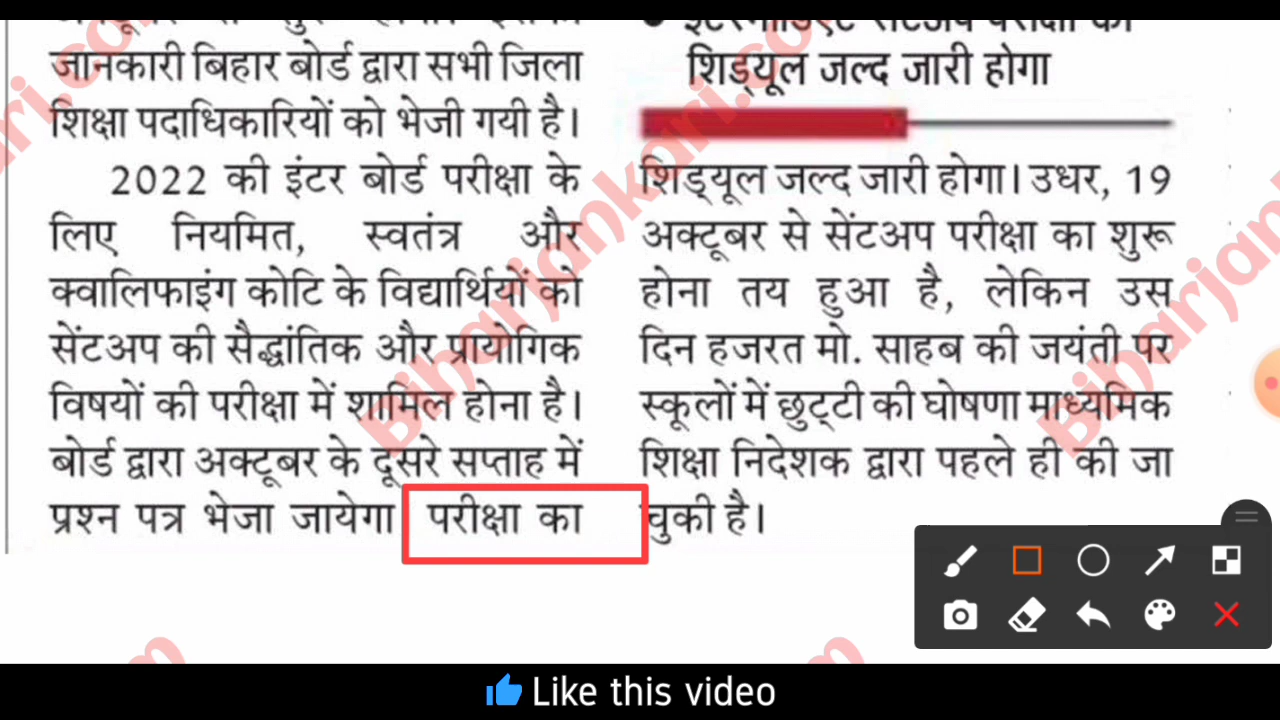 जानकारी बिहार बोर्ड द्वारा सभी जिला
शिक्षा पदाधिकारियों को भेजी गयी है।
2022 की इंटर बोर्ड परीक्षा के
लिए नियमित, स्वतंत्र और
क्वालिफाइंग कोटि के विद्यार्थियों को
सेंटअप की सैद्धांतिक और प्रायोगिक
विषयों की परीक्षा में शामिल होना है।
बोर्ड द्वारा अक्टूबर के दूसरे सप्ताह में
प्रश्न पत्र भेजा जायेगा परीक्षा का
शिड्यूल जल्द जारी होगा
शिड्यूल जल्द जारी होगा। उधर, 19
अक्टूबर से सेंटअप परीक्षा का शुरू
होना तय हुआ है, लेकिन उस
दिन हजरत मो. साहब की जयंती पर
स्कूलों में छुट्टी की घोषणा माध्यमिक
शिक्षा निदेशक द्वारा पहले ही की जा
चुकी है।
Biharjankari.com
Like this video